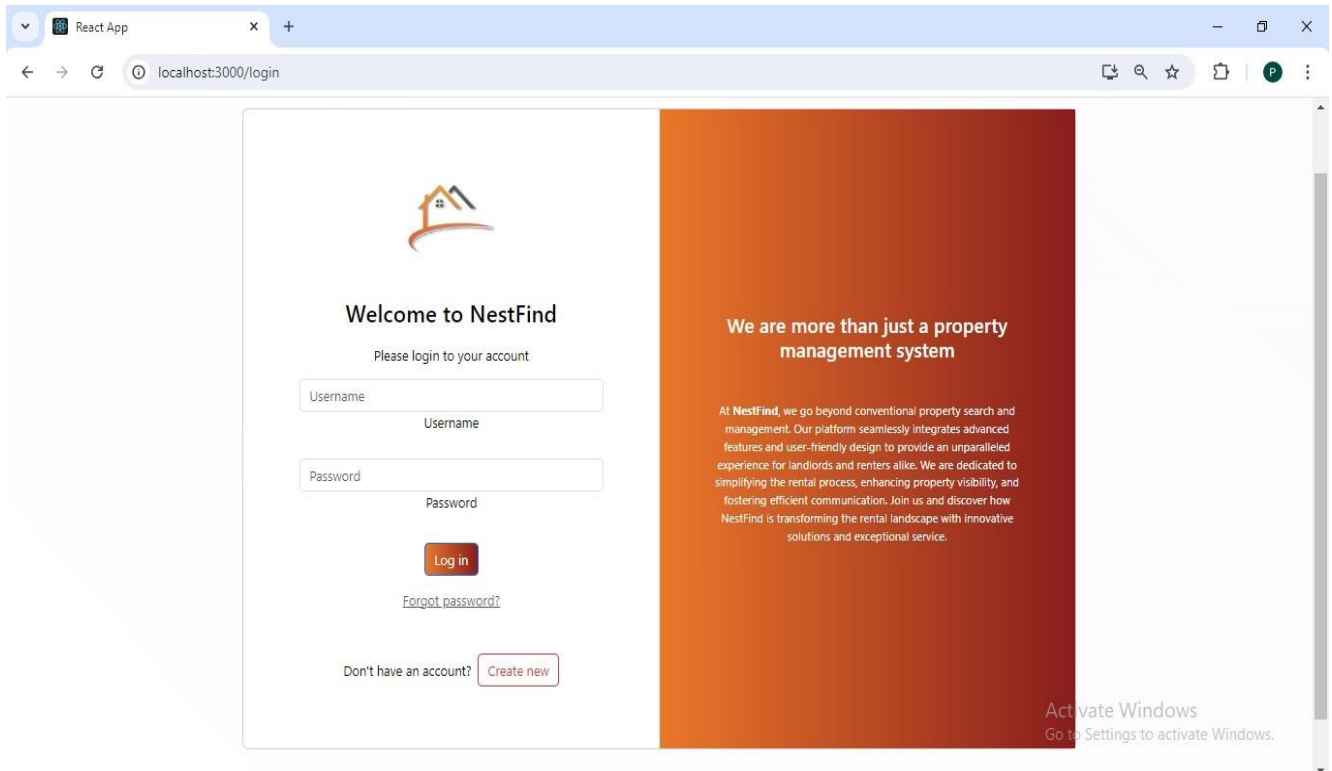 React App
localhost:3000/login
P
Welcome to NestFind
Please login to your account
Username
Username
Password
Password
Log in
Forgot password?
Don't have an account? Create new
We are more than just a property
management system
At NestFind, we go beyond conventional property search and
management. Our platform seamlessly integrates advanced
features and user-friendly design to provide an unparalleled
experience for landlords and renters alike. We are dedicated to
simplifying the rental process, enhancing property visibility, and
fostering efficient communication. Join us and discover how
NestFind is transforming the rental landscape with innovative
solutions and exceptional service.
Activate Windows
Go to Settings to activate Windows.